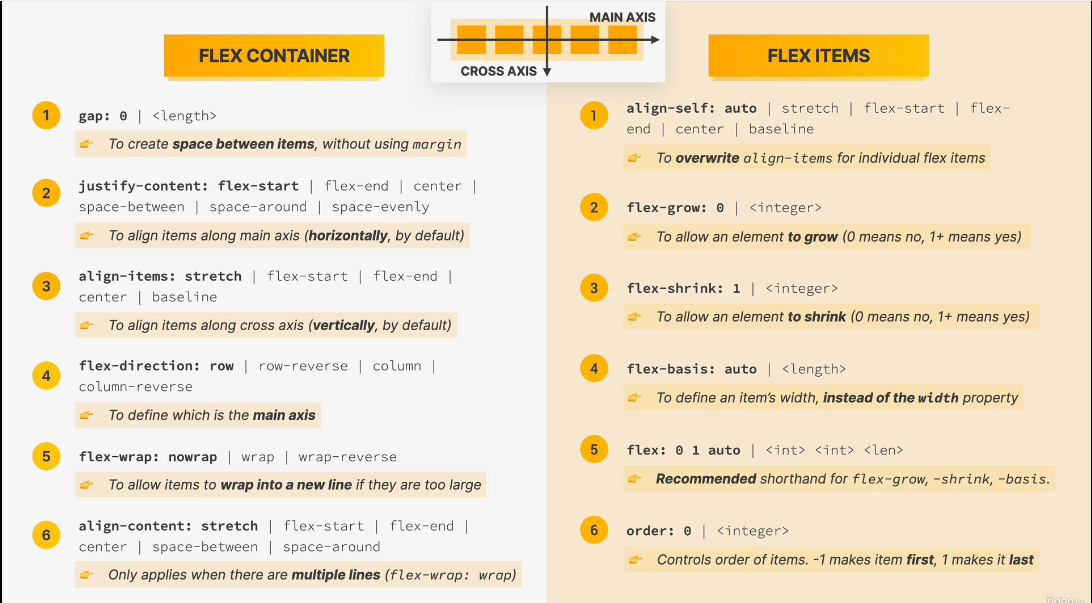 MAIN AXIS
CROSS AXIS
FLEX CONTAINER
1
gap: 0 | <length>
To create space between items, without using margin
2
justify-content: flex-start | flex-end | center |
space-between | space-around | space-evenly
To align items along main axis (horizontally, by default)
3
align-items: stretch | flex-start | flex-end |
center | baseline
To align items along cross axis (vertically, by default)
4
flex-direction: row | row-reverse | column |
column-reverse
To define which is the main axis
5
flex-wrap: nowrap | wrap | wrap-reverse
To allow items to wrap into a new line if they are too large
6
align-content: stretch | flex-start | flex-end |
center | space-between | space-around
Only applies when there are multiple lines (flex-wrap: wrap)
FLEX ITEMS
1
align-self: auto | stretch | flex-start | flex-
end | center | baseline
To overwrite align-items for individual flex items
2
flex-grow: 0 | <integer>
To allow an element to grow (0 means no, 1+ means yes)
3
flex-shrink: 1 | <integer>
To allow an element to shrink (0 means no, 1+ means yes)
4
flex-basis: auto | <length>
To define an item’s width, instead of the width property
5
flex: 0 1 auto | <int> <int> <len>
Recommended shorthand for flex-grow, -shrink, -basis.
6
order: 0 | <integer>
Controls order of items. -1 makes item first, 1 makes it last